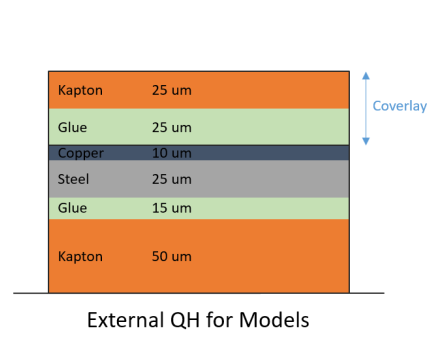 Kapton 25 um
Glue 25 um
Coverlay
Copper 10 um
Steel 25 um
Glue 15 um
Kapton 50 um
External QH for Models